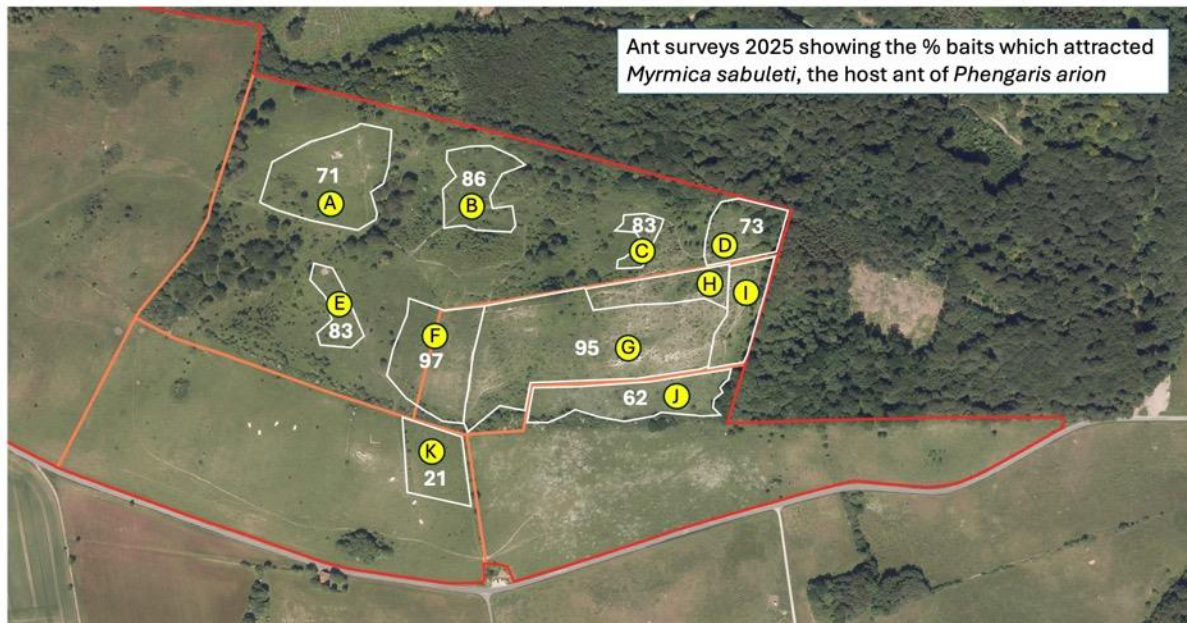 Ant surveys 2025 showing the % baits which attracted
Myrmica sabuleti, the host ant of Phengaris arion
71
A
86
B
83
C
73
D
H
I
E
83
F
97
95
G
62
J
K
21